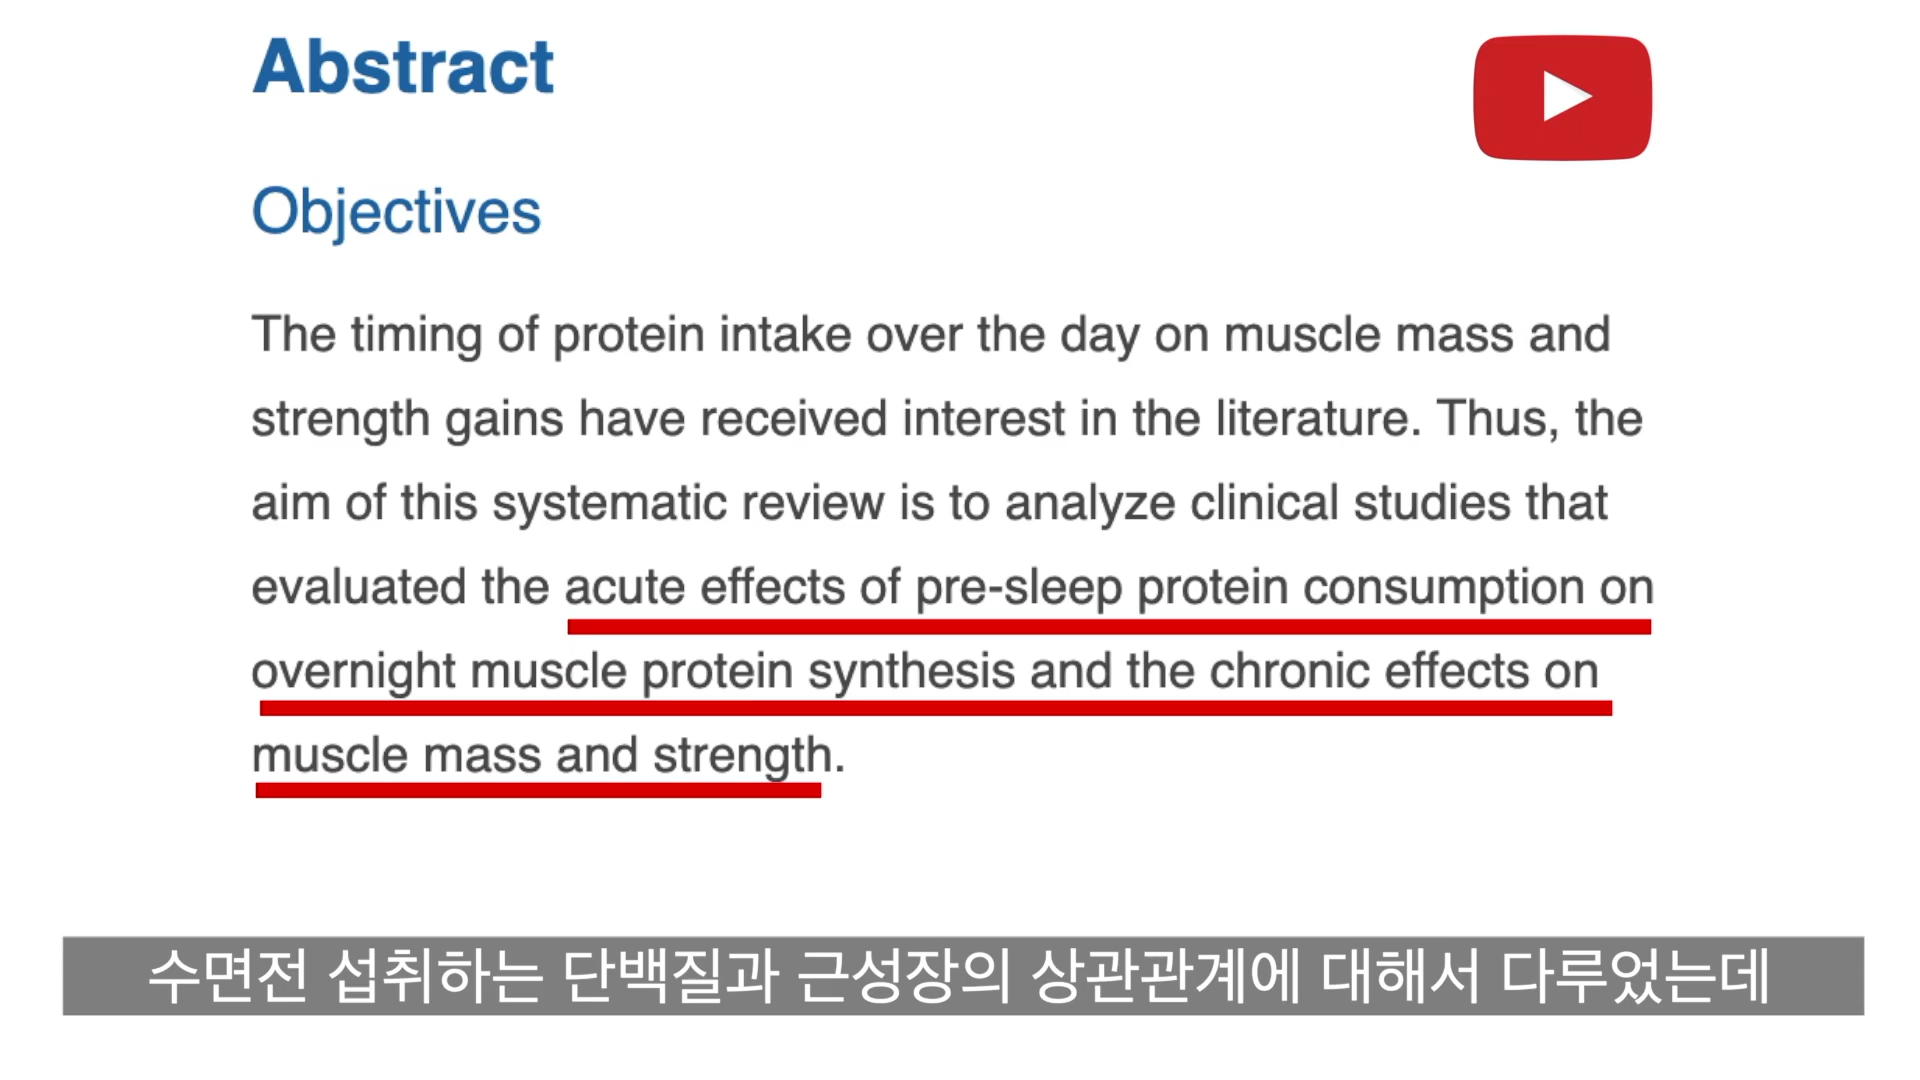 Abstract
Objectives
The timing of protein intake over the day on muscle mass and
strength gains have received interest in the literature. Thus, the
aim of this systematic review is to analyze clinical studies that
evaluated the acute effects of pre-sleep protein consumption on
overnight muscle protein synthesis and the chronic effects on
muscle mass and strength.
수면전 섭취하는 단백질과 근성장의 상관관계에 대해서 다루었는데